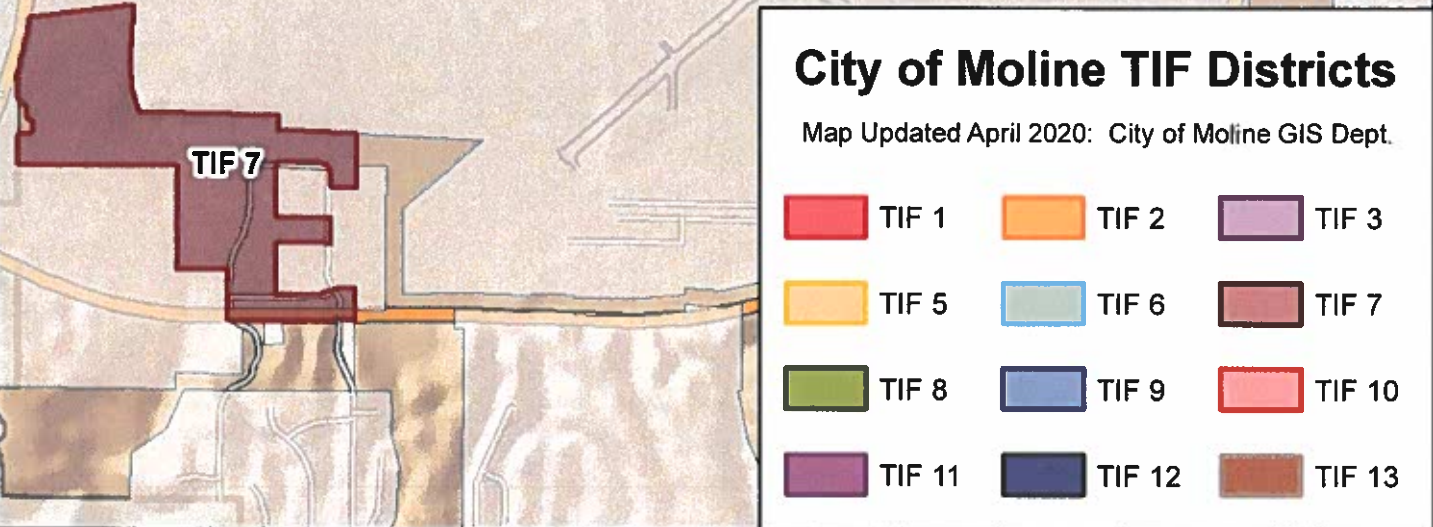 City of Moline TIF Districts
Map Updated April 2020: City of Moline GIS Dept.
TIF 7
TIF 1 TIF 2 TIF 3
TIF 5 TIF 6 TIF 7
TIF 8 TIF 9 TIF 10
TIF 11 TIF 12 TIF 13